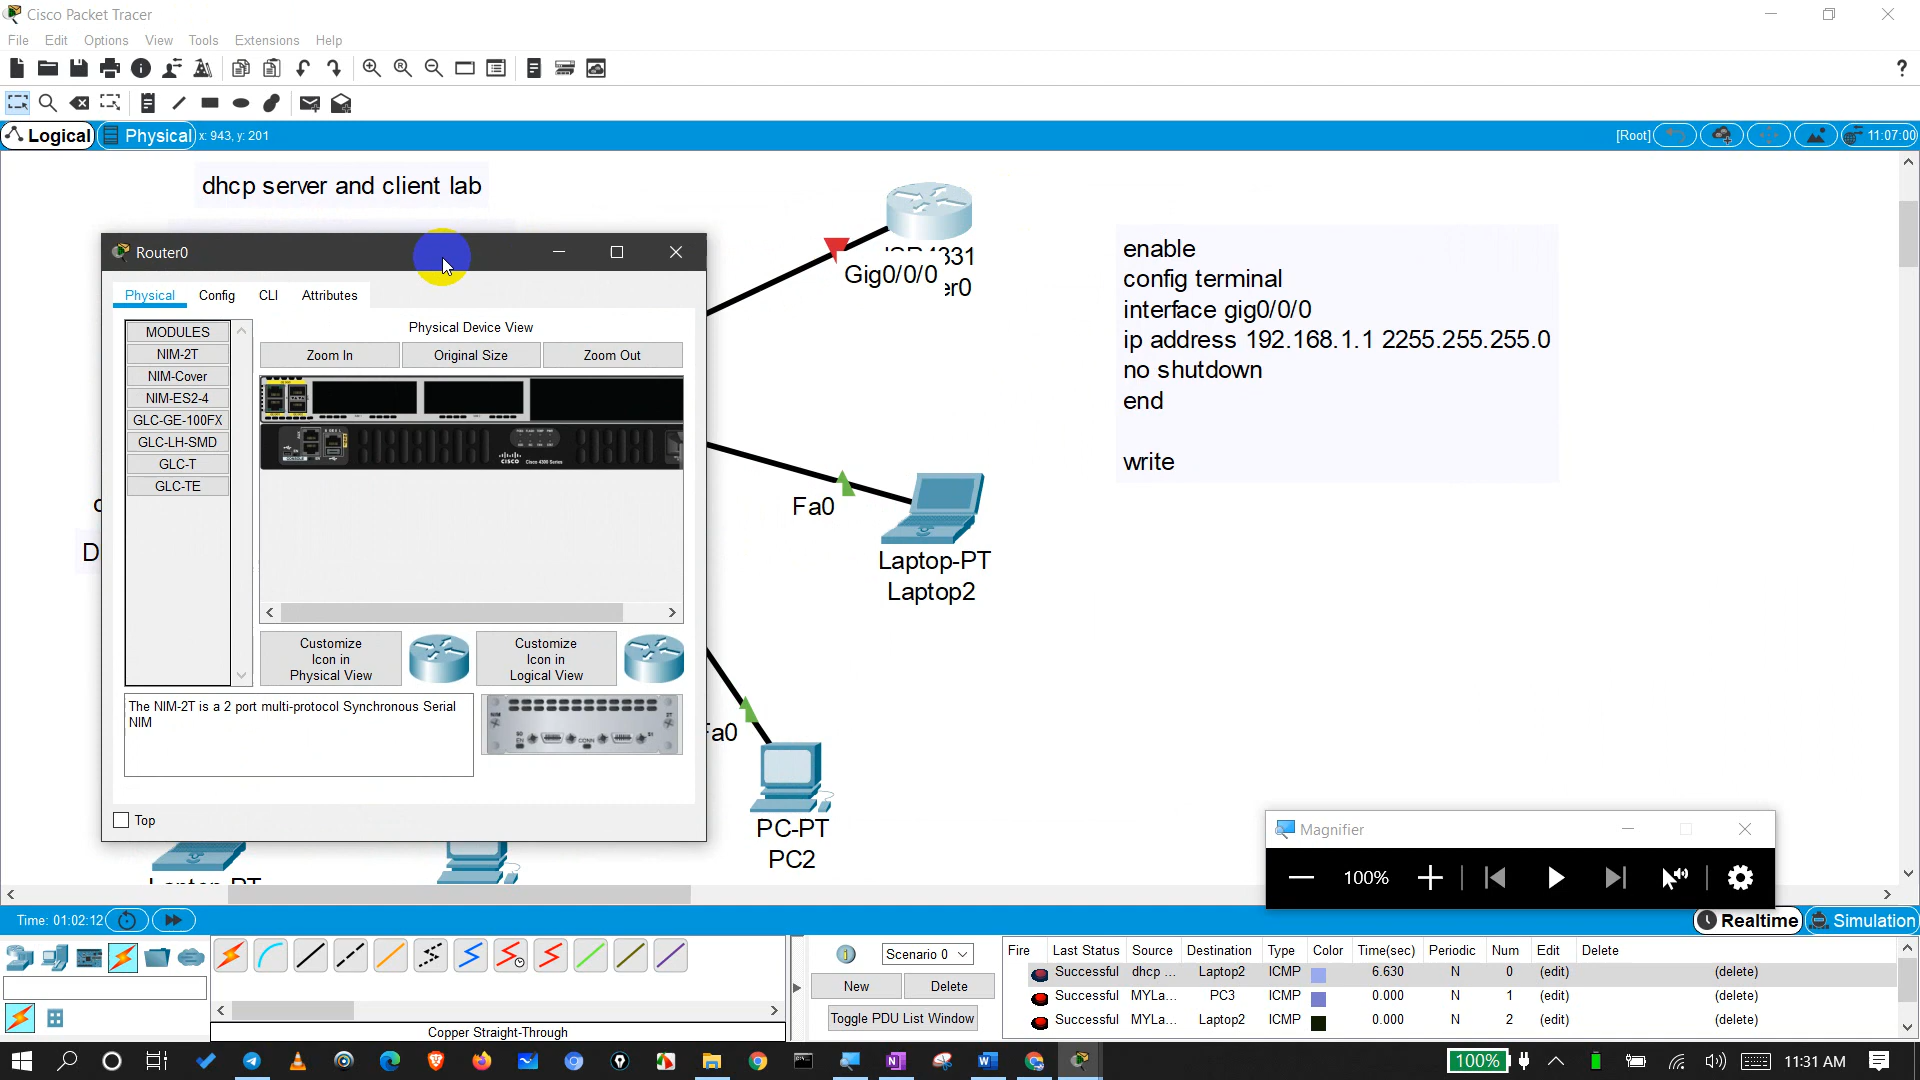 Cisco Packet Tracer
File Edit Options View Tools Extensions Help
Logical Physical x: 943, y: 201 [Root] 11:07:00
dhcp server and client lab
Router0
Physical Config CLI Attributes
MODULES
NIM-2T
NIM-Cover
NIM-ES2-4
GLC-GE-100FX
GLC-LH-SMD
GLC-T
GLC-TE
Physical Device View
Zoom In Original Size Zoom Out
CISCO Cisco 4300 Series
Customize
Icon in
Physical View
Customize
Icon in
Logical View
The NIM-2T is a 2 port multi-protocol Synchronous Serial
NIM
Top
331
Gig0/0/0
er0
Fa0
Laptop-PT
Laptop2
Fa0
PC-PT
PC2
D
enable
config terminal
interface gig0/0/0
ip address 192.168.1.1 2255.255.255.0
no shutdown
end
write
Magnifier
100%
Time: 01:02:12
Realtime Simulation
Copper Straight-Through
Scenario 0
New Delete
Toggle PDU List Window
Fire Last Status Source Destination Type Color Time(sec) Periodic Num Edit Delete
Successful dhcp ... Laptop2 ICMP 6.630 N 0 (edit) (delete)
Successful MYLa... PC3 ICMP 0.000 N 1 (edit) (delete)
Successful MYLa... Laptop2 ICMP 0.000 N 2 (edit) (delete)
100% 11:31 AM